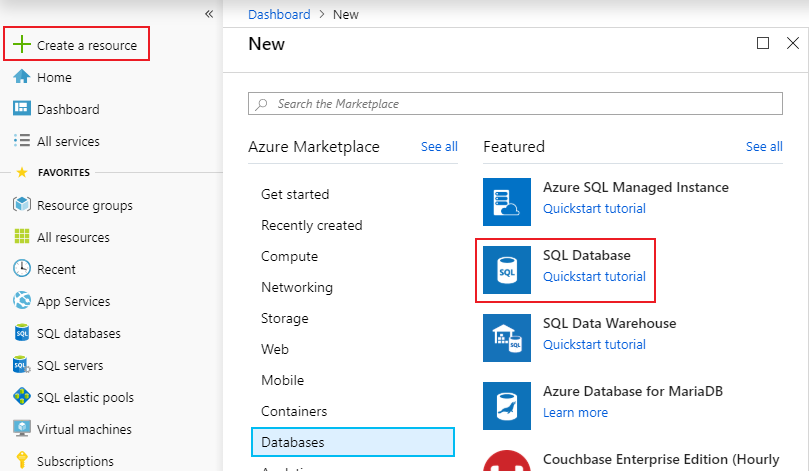 «
Create a resource
Home
Dashboard
All services
FAVORITES
Resource groups
All resources
Recent
App Services
SQL databases
SQL servers
SQL elastic pools
Virtual machines
Subscriptions
Dashboard > New
New
Search the Marketplace
Azure Marketplace
See all
Get started
Recently created
Compute
Networking
Storage
Web
Mobile
Containers
Databases
Featured
See all
Azure SQL Managed Instance
Quickstart tutorial
SQL
SQL Database
Quickstart tutorial
SQL Data Warehouse
Quickstart tutorial
Azure Database for MariaDB
Learn more
Couchbase Enterprise Edition (Hourly